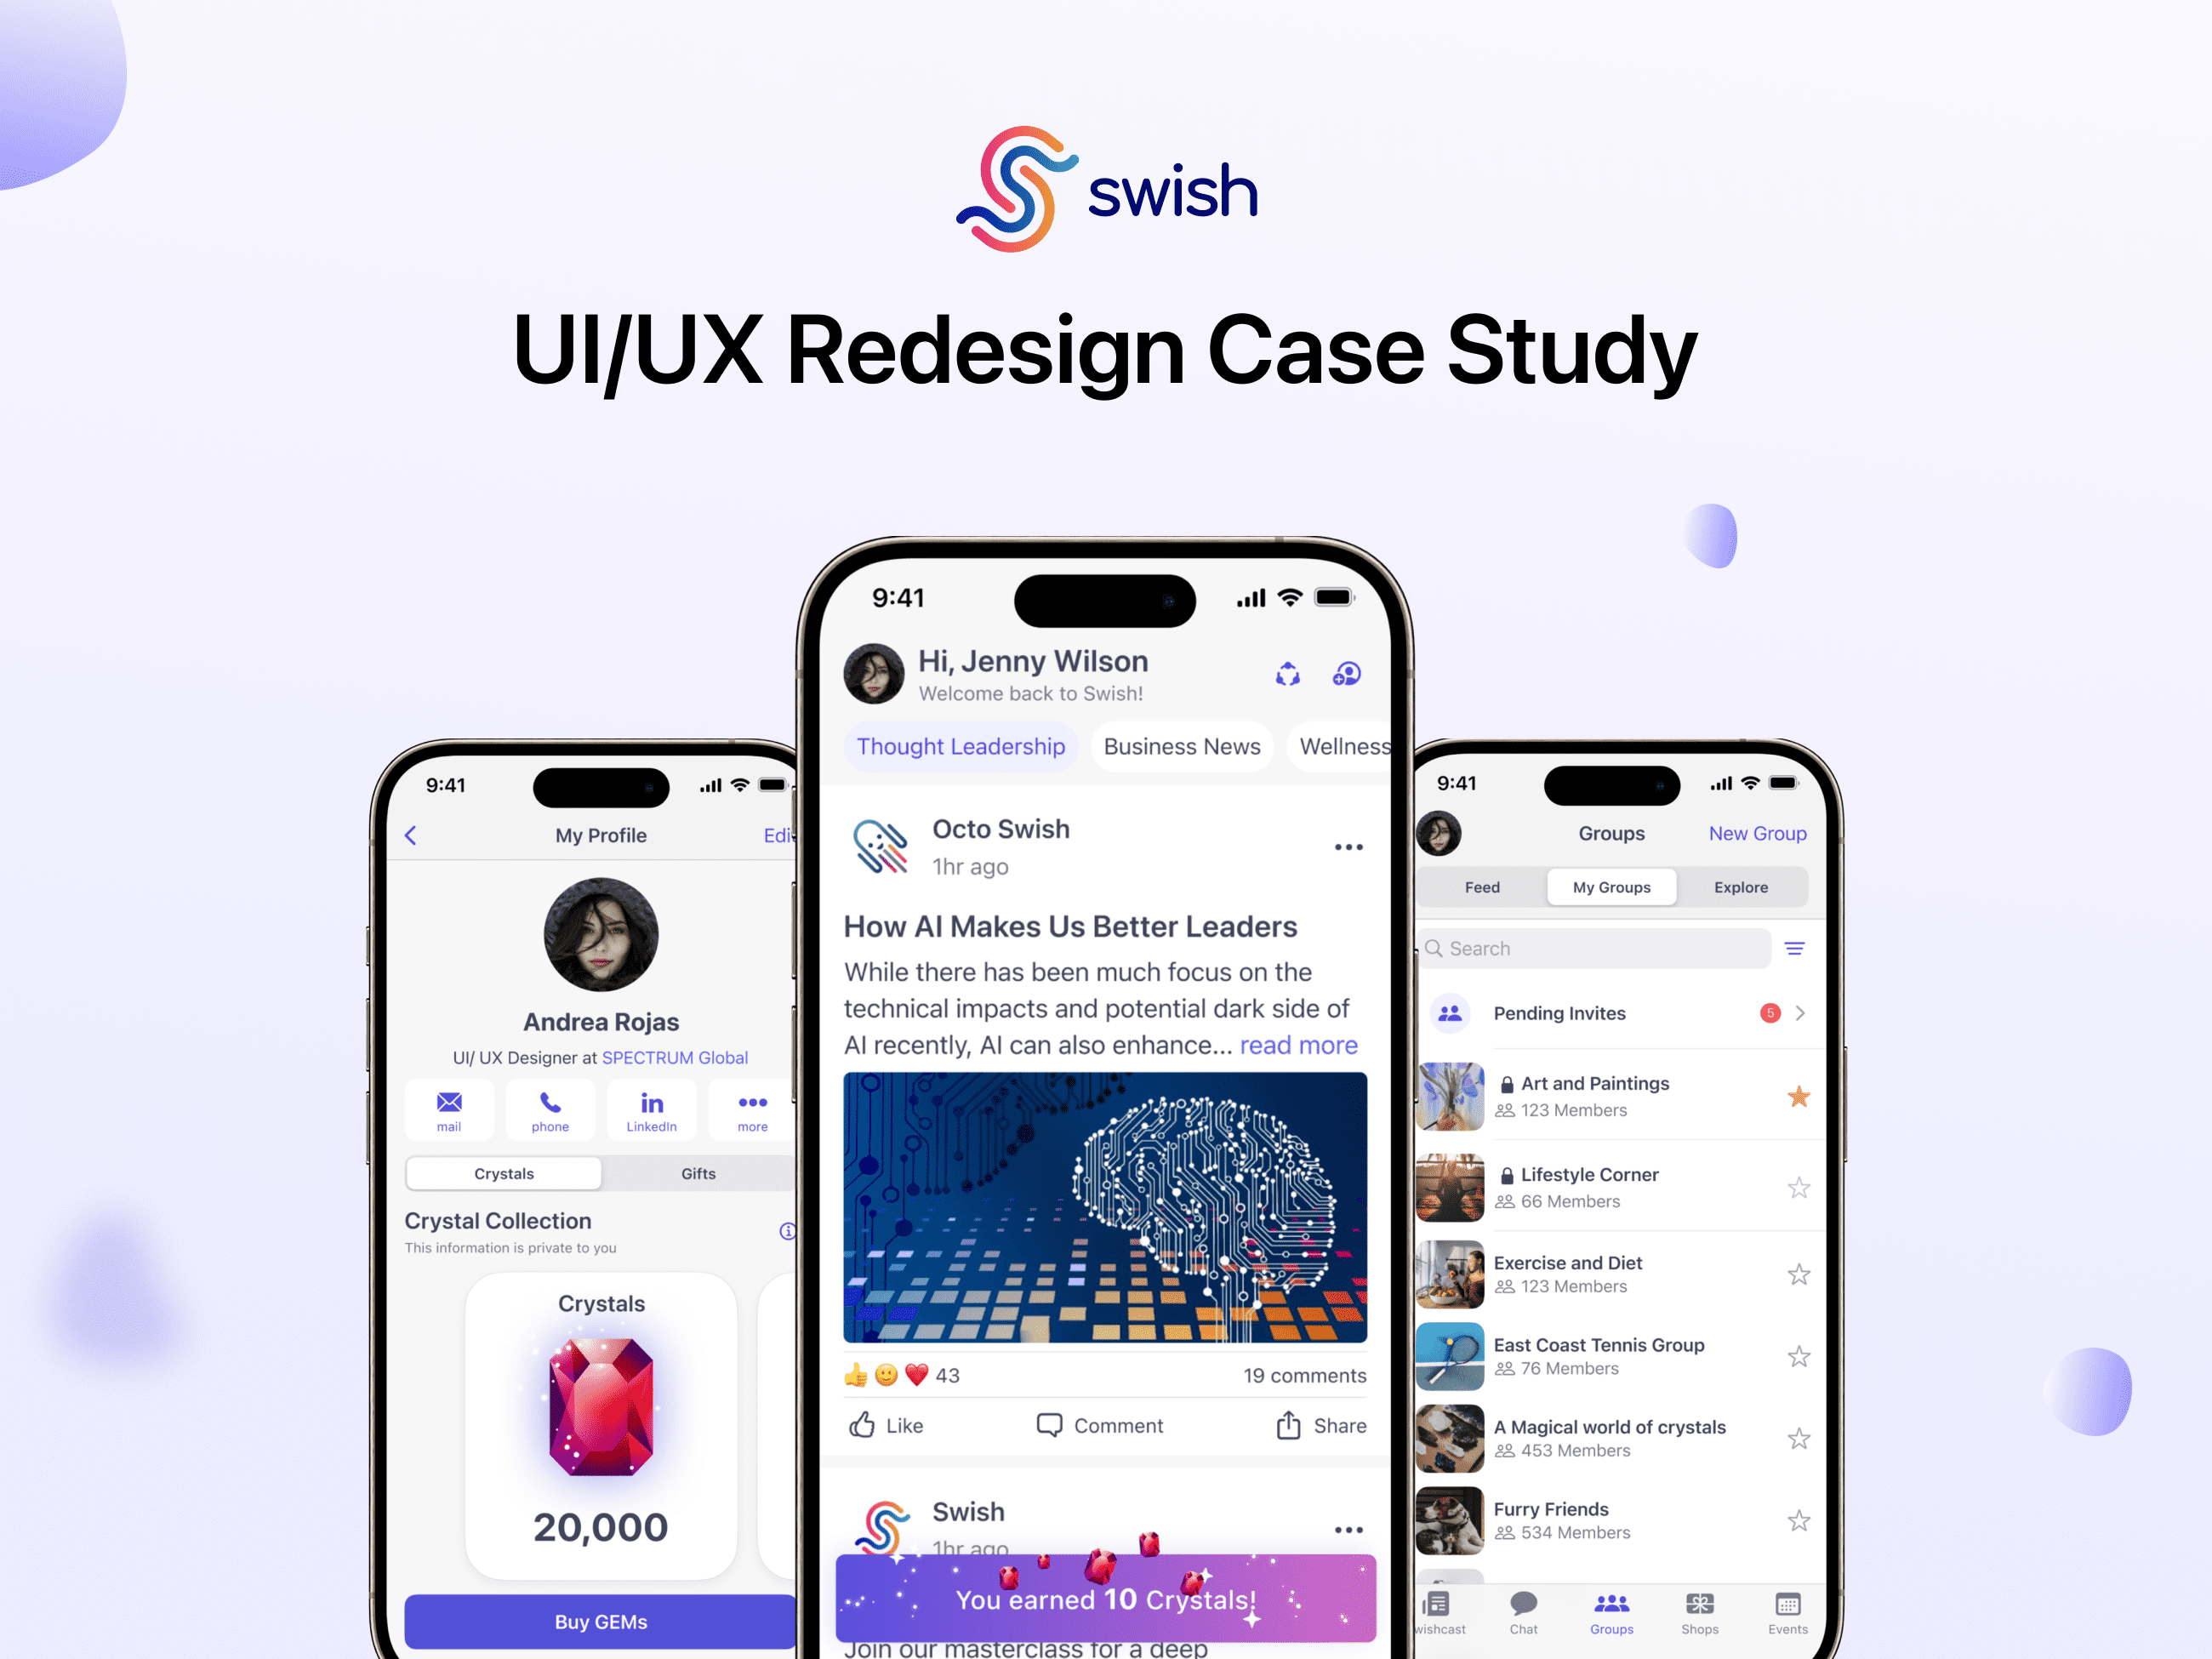 swish
UI/UX Redesign Case Study
9:41
My Profile
Andrea Rojas
UI/ UX Designer at SPECTRUM Global
mail
phone
LinkedIn
more
Crystals
Gifts
Crystal Collection
This information is private to you
Crystals
20,000
Buy GEMs
9:41
Hi, Jenny Wilson
Welcome back to Swish!
Thought Leadership
Business News
Wellness
Octo Swish
1hr ago
How AI Makes Us Better Leaders
While there has been much focus on the
technical impacts and potential dark side of
AI recently, AI can also enhance... read more
43
19 comments
Like
Comment
Share
Swish
1hr ago
You earned 10 Crystals!
Join our masterclass for a deep
9:41
Groups
New Group
Feed
My Groups
Explore
Search
Pending Invites
5
Art and Paintings
123 Members
Lifestyle Corner
66 Members
Exercise and Diet
123 Members
East Coast Tennis Group
76 Members
A Magical world of crystals
453 Members
Furry Friends
534 Members
Chat
Groups
Shops
Events